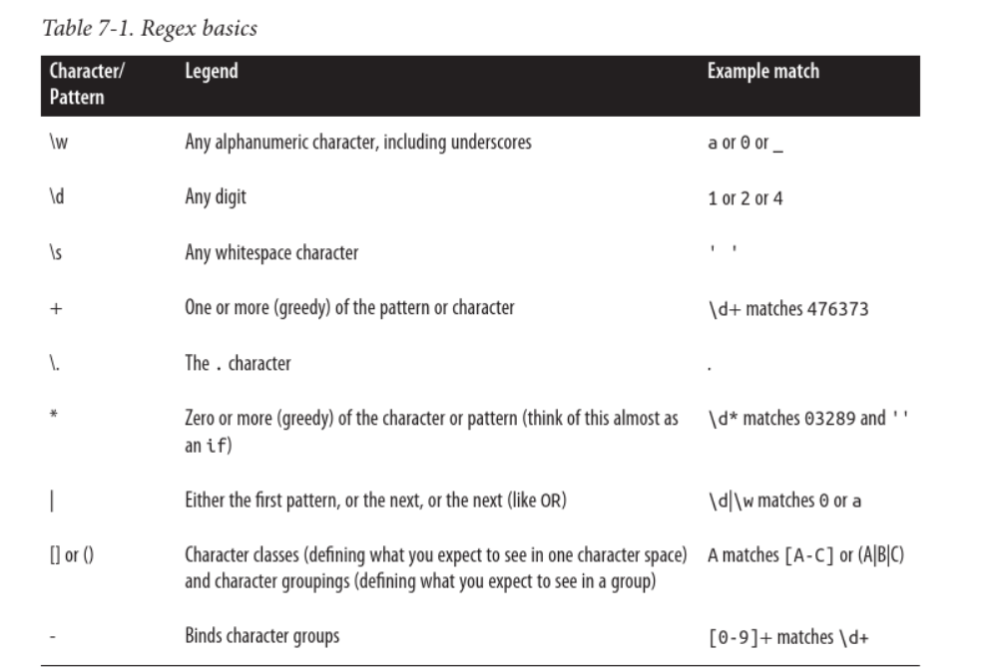 Table 7-1. Regex basics
Character/ Legend Example match
Pattern
\w Any alphanumeric character, including underscores a or 0 or _
\d Any digit 1 or 2 or 4
\s Any whitespace character ' '
+ One or more (greedy) of the pattern or character \d+ matches 476373
\. The . character .
* Zero or more (greedy) of the character or pattern (think of this almost as \d* matches 03289 and ''
an if)
| Either the first pattern, or the next, or the next (like OR) \d|\w matches 0 or a
[] or () Character classes (defining what you expect to see in one character space) A matches [A-C] or (A|B|C)
and character groupings (defining what you expect to see in a group)
- Binds character groups [0-9]+ matches \d+